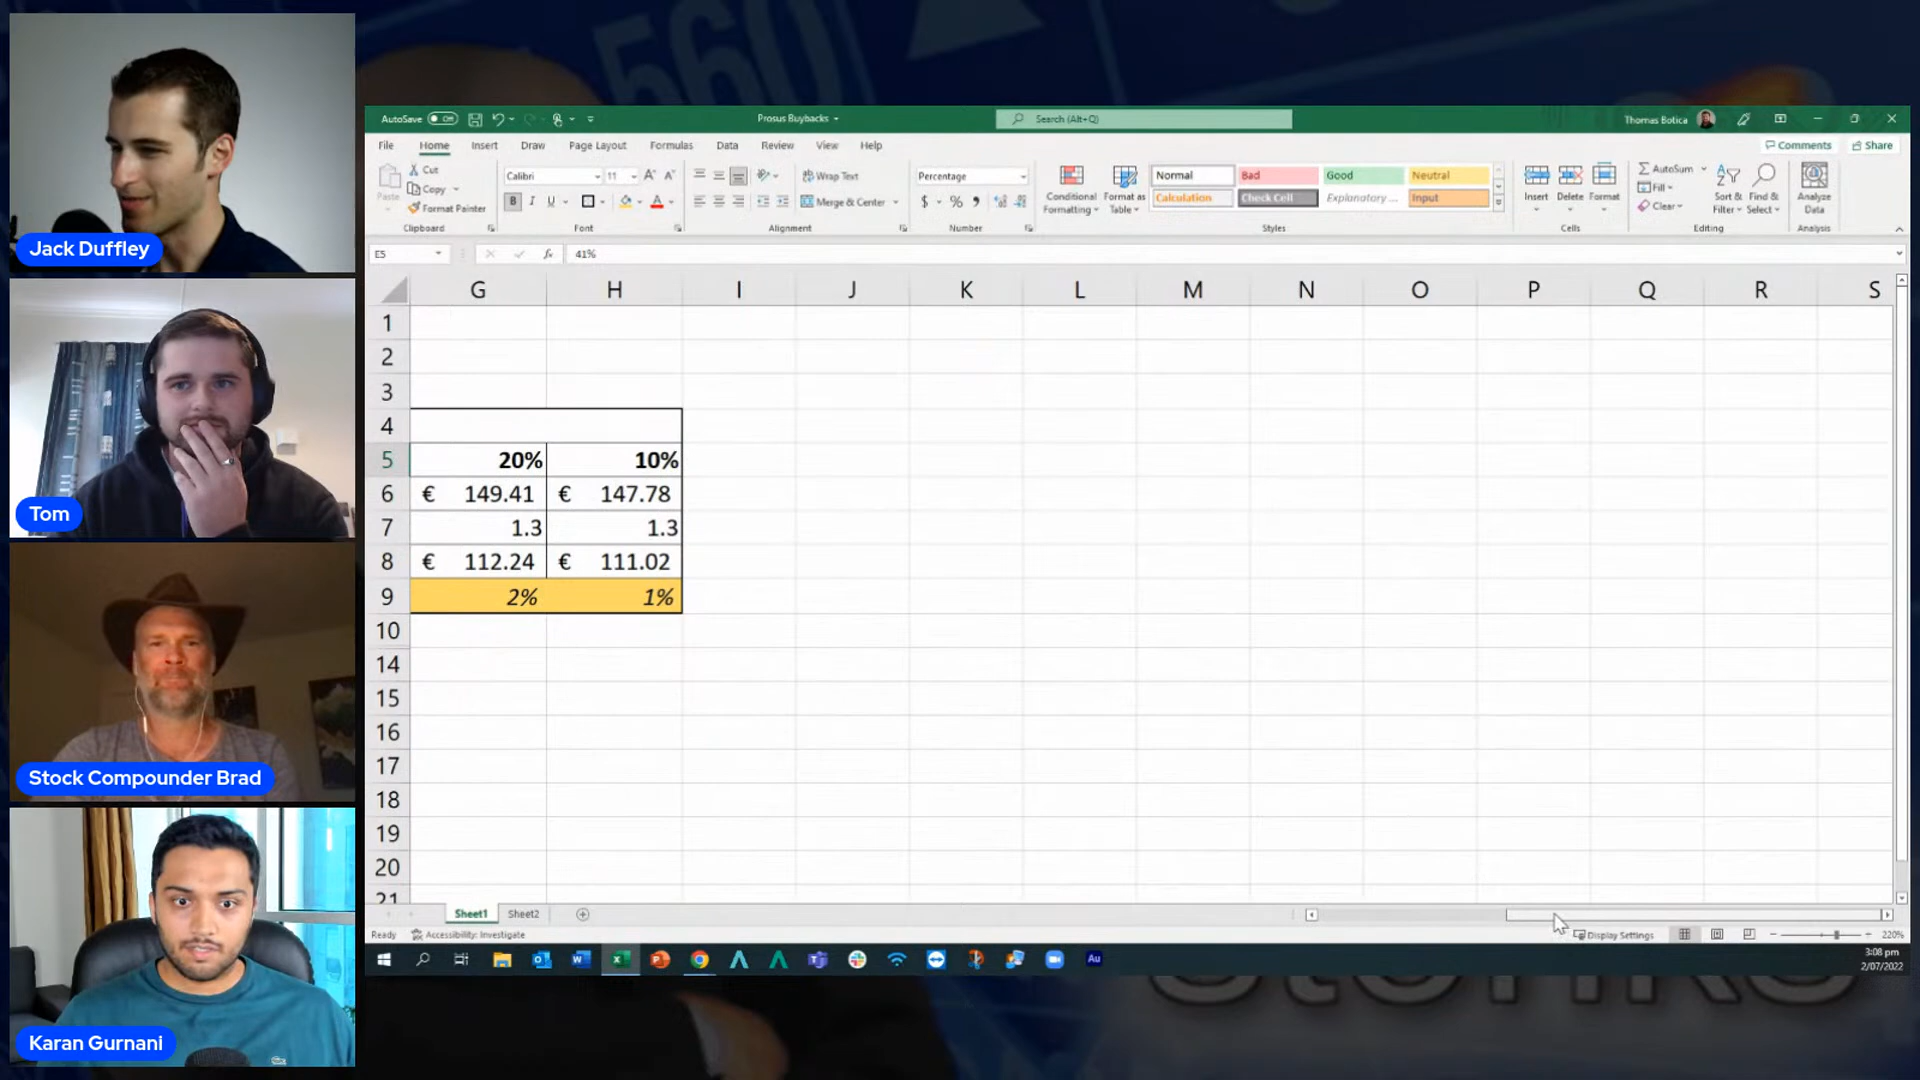 560
Jack Duffley
Tom
Stock Compounder Brad
Karan Gurnani
AutoSave
Prosus Buybacks
Search (Alt+Q)
Thomas Botica
File Home Insert Draw Page Layout Formulas Data Review View Help
Comments Share
Paste
Cut
Copy
Format Painter
Clipboard
Calibri 11
B I U
Font
Wrap Text
Merge & Center
Alignment
Percentage
$ %
Number
Conditional Formatting
Format as Table
Normal Bad Good Neutral
Calculation Check Cell Explanatory ... Input
Styles
Insert Delete Format
Cells
AutoSum
Fill
Clear
Sort & Filter
Find & Select
Editing
Analyze Data
Analysis
E5 fx 41%
G H I J K L M N O P Q R S
1
2
3
4
5 20% 10%
6 € 149.41 € 147.78
7 1.3 1.3
8 € 112.24 € 111.02
9 2% 1%
10
14
15
16
17
18
19
20
21
Sheet1 Sheet2
Ready Accessibility: Investigate
Display Settings
220%
3:08 pm
2/07/2022